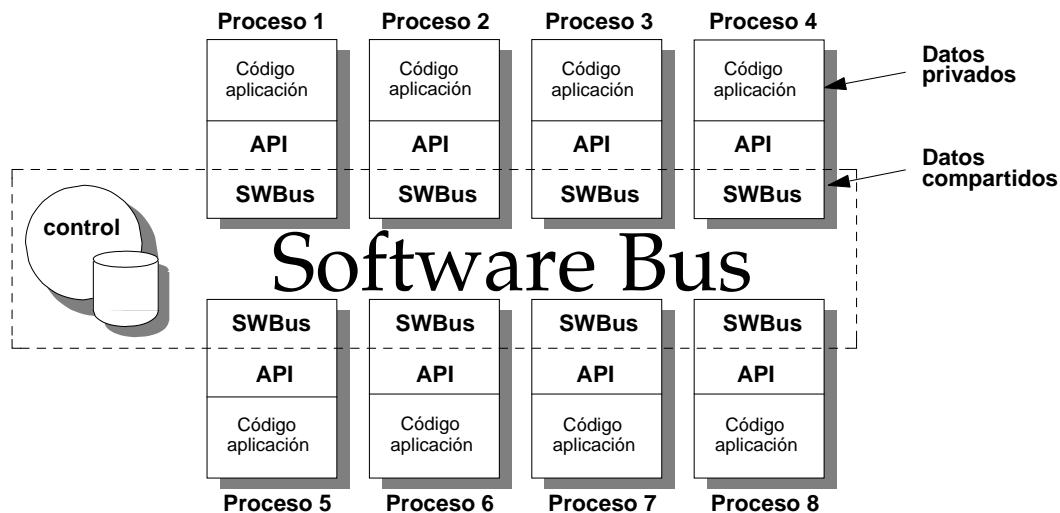 Proceso 1
Proceso 2
Proceso 3
Proceso 4
Código
aplicación
Código
aplicación
Código
aplicación
Código
aplicación
Datos
privados
API
API
API
API
Datos
compartidos
SWBus
SWBus
SWBus
SWBus
control
Software Bus
SWBus
SWBus
SWBus
SWBus
API
API
API
API
Código
aplicación
Código
aplicación
Código
aplicación
Código
aplicación
Proceso 5
Proceso 6
Proceso 7
Proceso 8